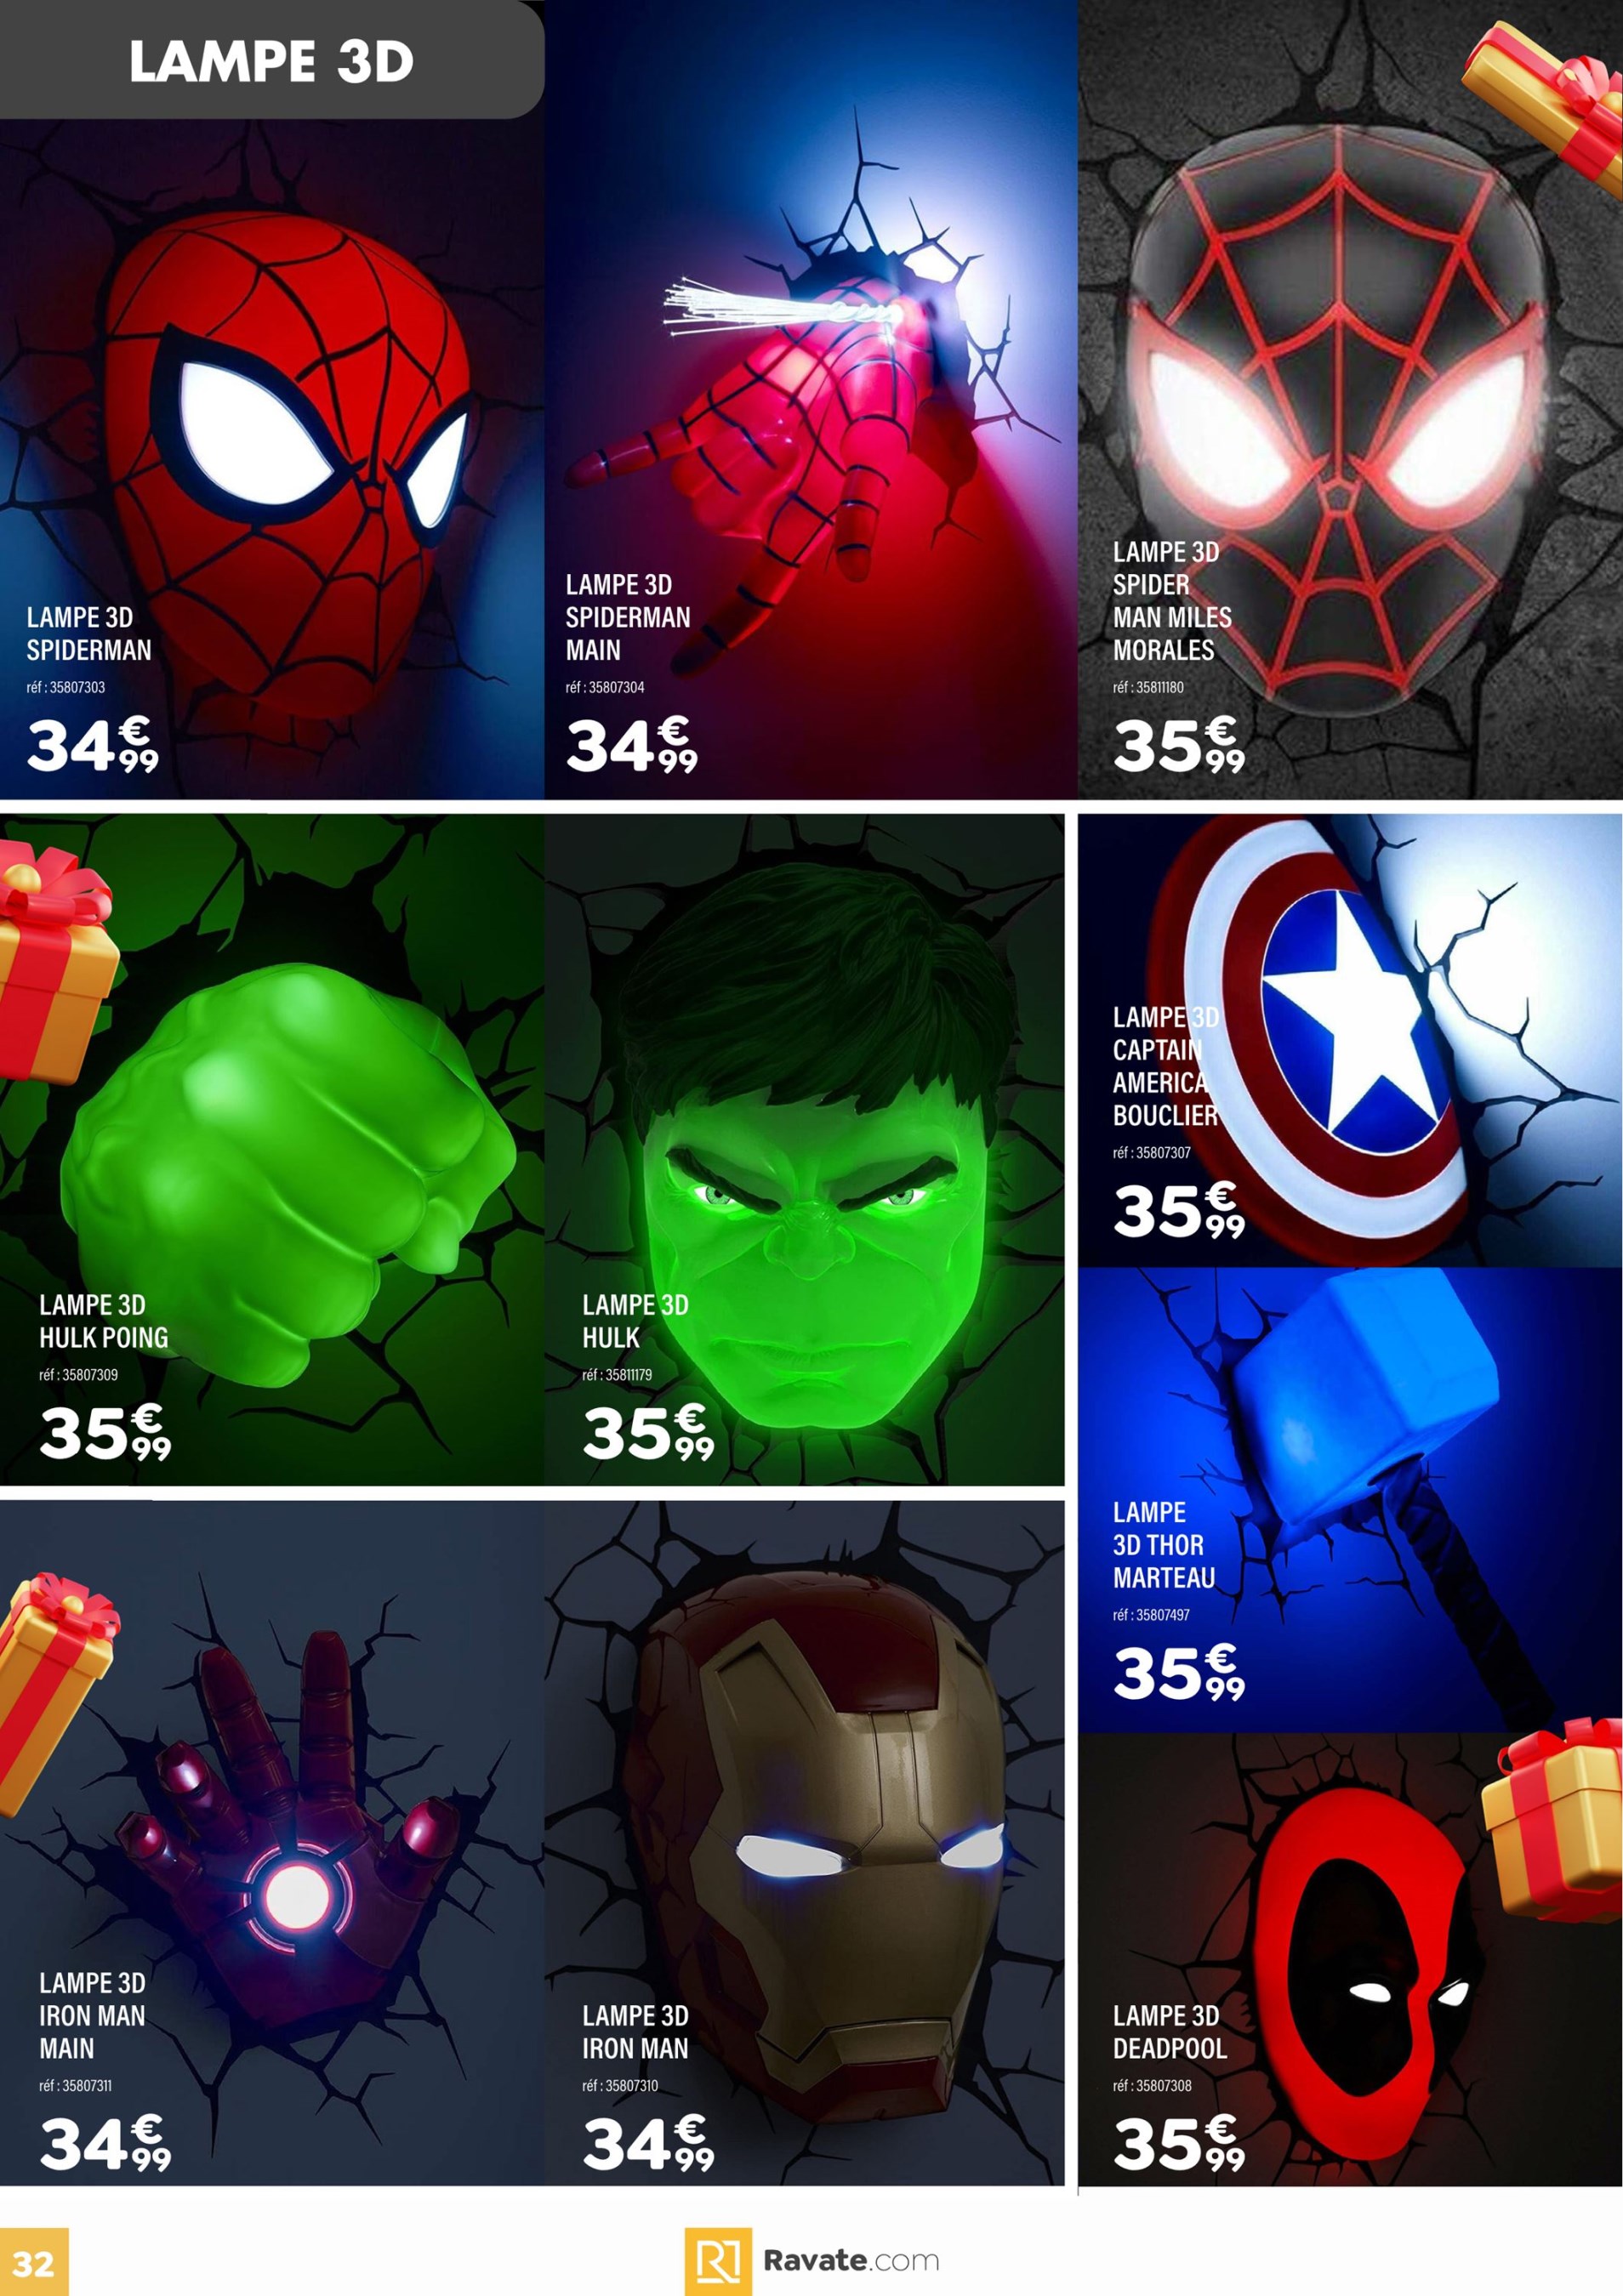 LAMPE 3D
LAMPE 3D
SPIDERMAN
réf : 35807303
34€99
LAMPE 3D
SPIDERMAN
MAIN
réf : 35807304
34€99
LAMPE 3D
SPIDER
MAN MILES
MORALES
réf : 35811180
35€99
LAMPE 3D
HULK POING
réf : 35807309
35€99
LAMPE 3D
HULK
réf : 35811179
35€99
LAMPE 3D
CAPTAIN
AMERICA
BOUCLIER
réf : 35807307
35€99
LAMPE
3D THOR
MARTEAU
réf : 35807497
35€99
LAMPE 3D
IRON MAN
MAIN
réf : 35807311
34€99
LAMPE 3D
IRON MAN
réf : 35807310
34€99
LAMPE 3D
DEADPOOL
réf : 35807308
35€99
32
Ravate.com